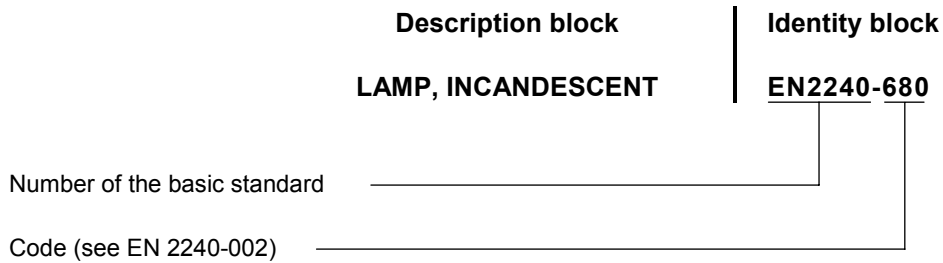 Description block Identity block
LAMP, INCANDESCENT EN2240-680
Number of the basic standard
Code (see EN 2240-002)